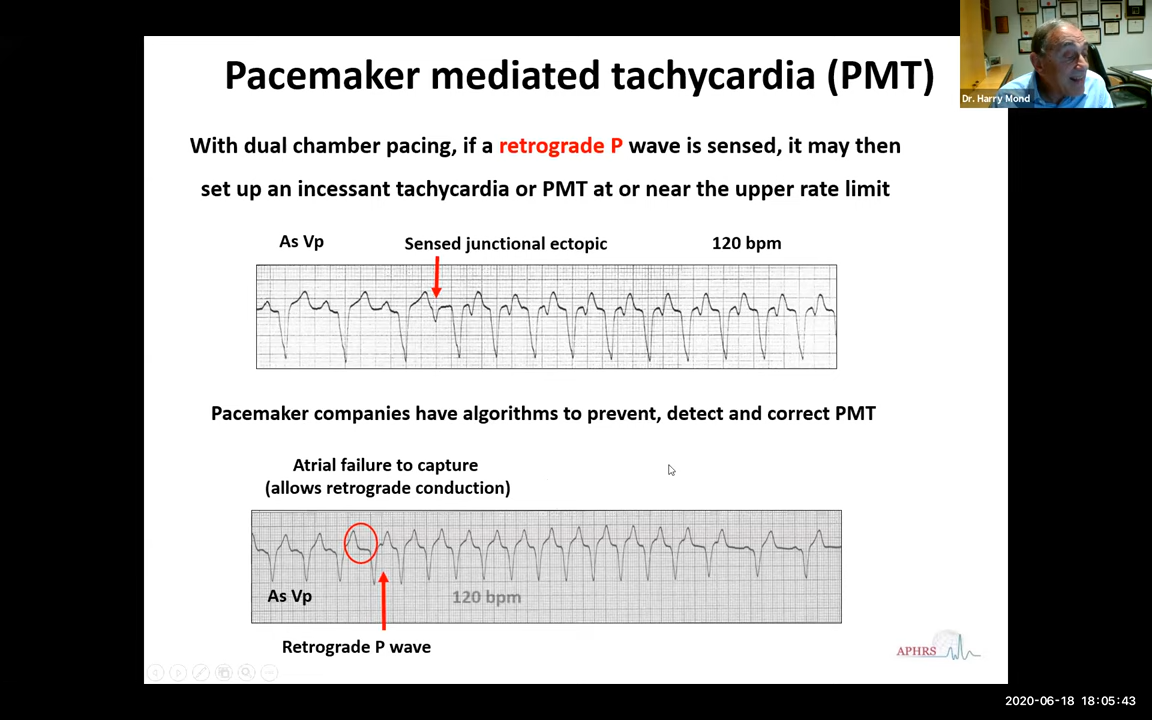 Pacemaker mediated tachycardia (PMT)
Dr. Harry Mond
With dual chamber pacing, if a retrograde P wave is sensed, it may then
set up an incessant tachycardia or PMT at or near the upper rate limit
As Vp
Sensed junctional ectopic
120 bpm
Pacemaker companies have algorithms to prevent, detect and correct PMT
Atrial failure to capture
(allows retrograde conduction)
As Vp
120 bpm
Retrograde P wave
APHRS
2020-06-18 18:05:43